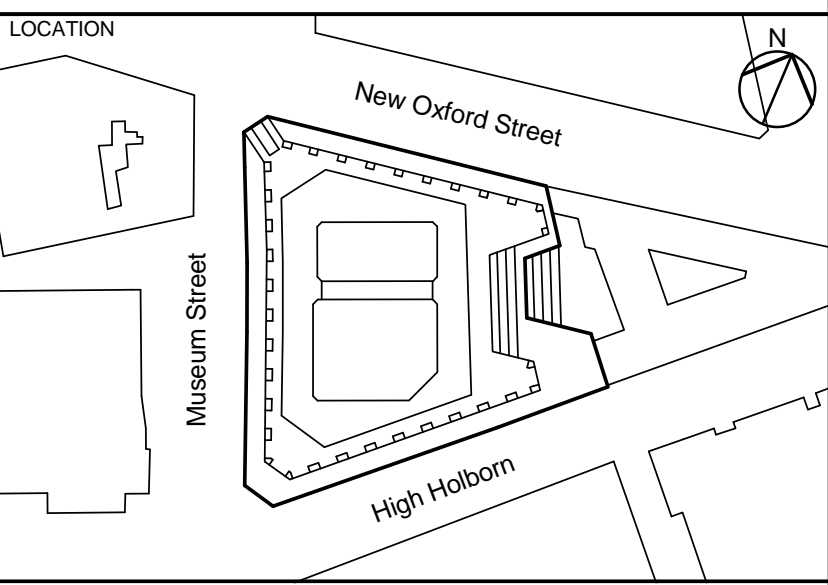 LOCATION
N
New Oxford Street
Museum Street
High Holborn